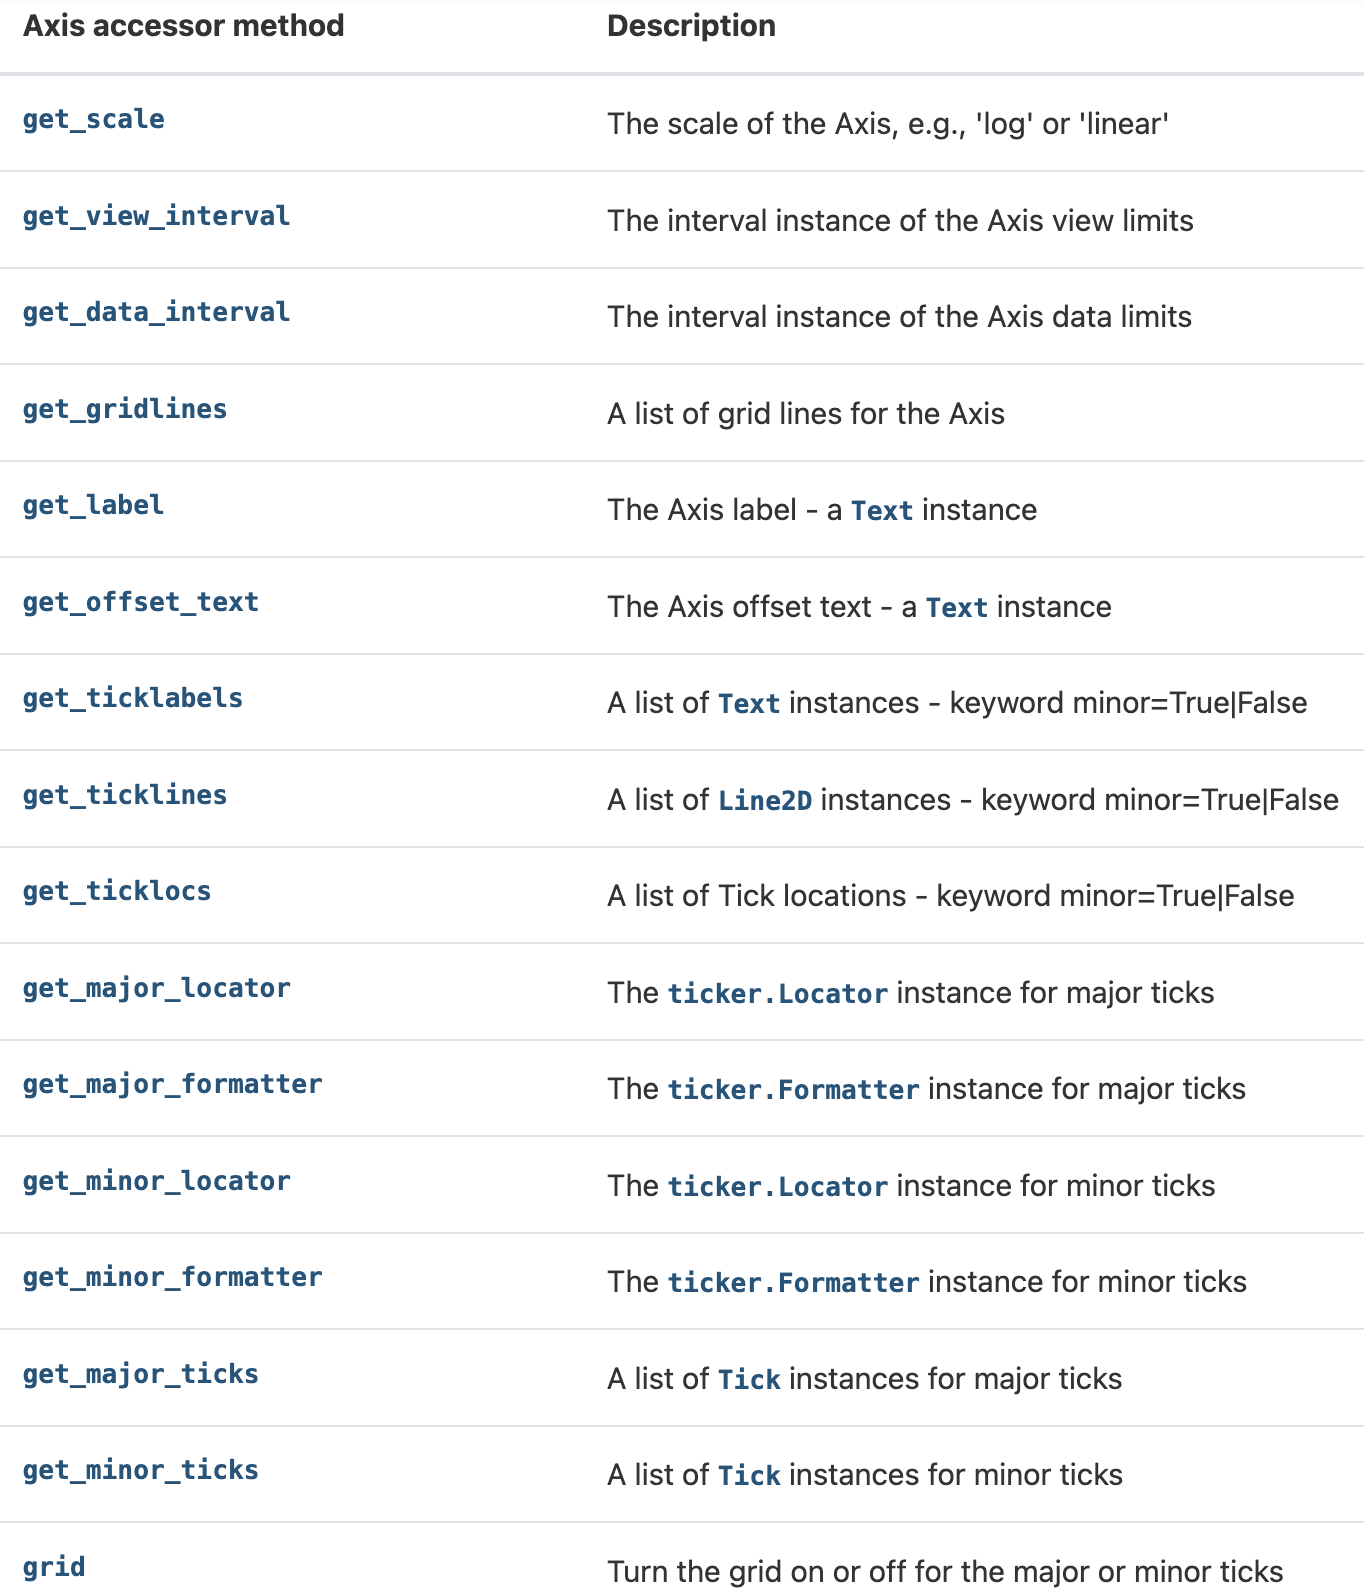 Axis accessor method Description
get_scale The scale of the Axis, e.g., 'log' or 'linear'
get_view_interval The interval instance of the Axis view limits
get_data_interval The interval instance of the Axis data limits
get_gridlines A list of grid lines for the Axis
get_label The Axis label - a Text instance
get_offset_text The Axis offset text - a Text instance
get_ticklabels A list of Text instances - keyword minor=True|False
get_ticklines A list of Line2D instances - keyword minor=True|False
get_ticklocs A list of Tick locations - keyword minor=True|False
get_major_locator The ticker.Locator instance for major ticks
get_major_formatter The ticker.Formatter instance for major ticks
get_minor_locator The ticker.Locator instance for minor ticks
get_minor_formatter The ticker.Formatter instance for minor ticks
get_major_ticks A list of Tick instances for major ticks
get_minor_ticks A list of Tick instances for minor ticks
grid Turn the grid on or off for the major or minor ticks